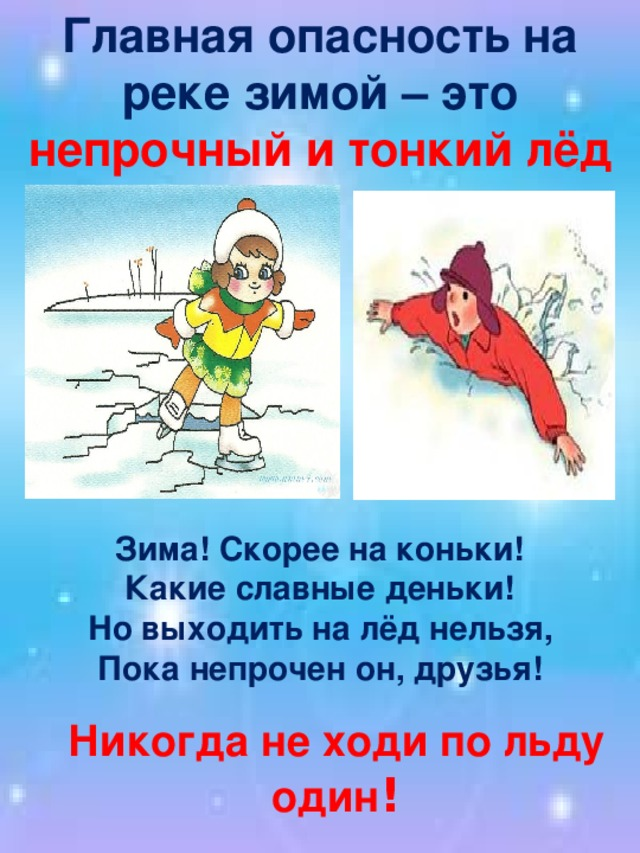 Главная опасность на
реке зимой – это
непрочный и тонкий лёд
Зима! Скорее на коньки!
Какие славные деньки!
Но выходить на лёд нельзя,
Пока непрочен он, друзья!
Никогда не ходи по льду
один!